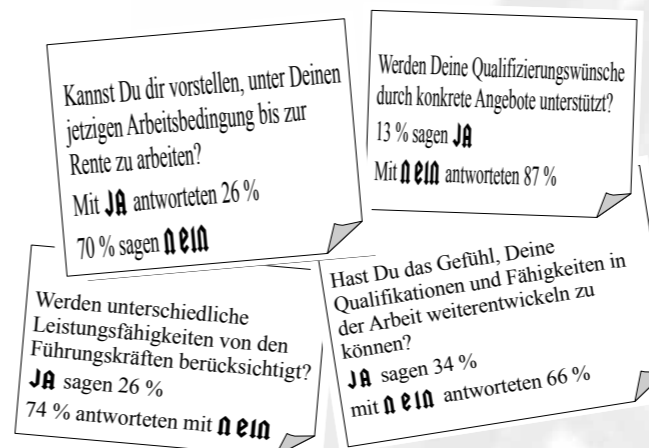 Kannst Du dir vorstellen, unter Deinen
jetzigen Arbeitsbedingung bis zur
Rente zu arbeiten?
Mit JA antworteten 26 %
70 % sagen nein
Werden Deine Qualifizierungswünsche
durch konkrete Angebote unterstützt?
13 % sagen JA
Mit nein antworteten 87 %
Werden unterschiedliche
Leistungsfähigkeiten von den
Führungskräften berücksichtigt?
JA sagen 26 %
74 % antworteten mit nein
Hast Du das Gefühl, Deine
Qualifikationen und Fähigkeiten in
der Arbeit weiterentwickeln zu
können?
JA sagen 34 %
mit nein antworteten 66 %